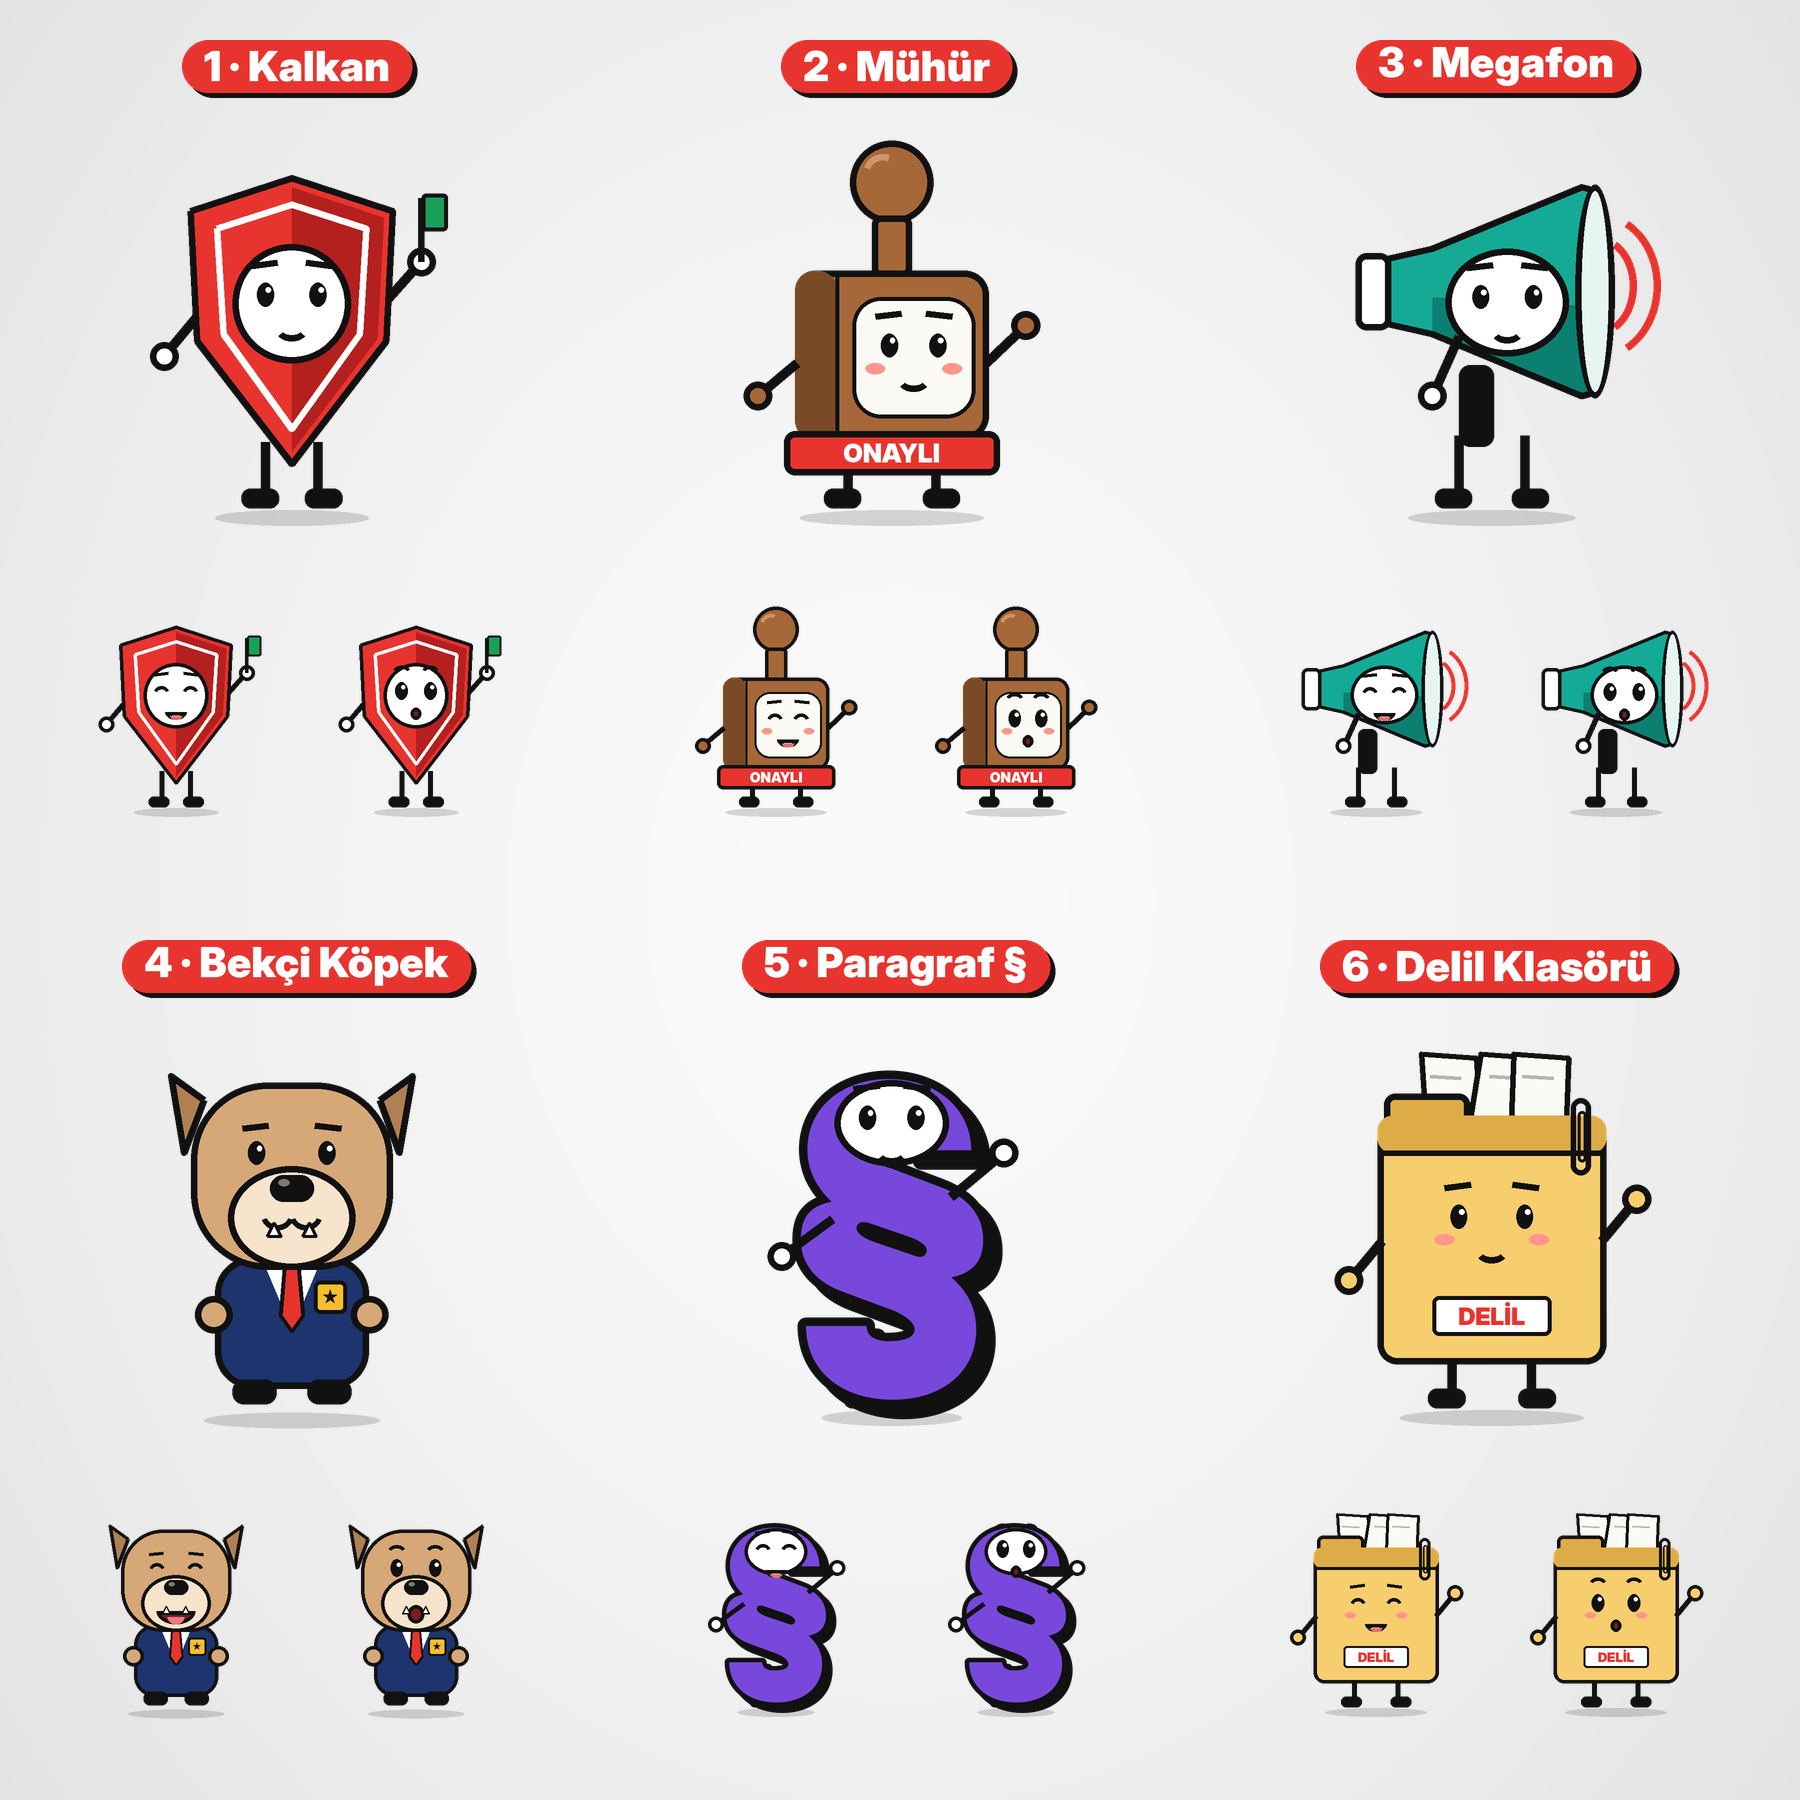 1 · Kalkan
2 · Mühür
3 · Megafon
ONAYLI
ONAYLI
ONAYLI
4 · Bekçi Köpek
5 · Paragraf §
6 · Delil Klasörü
§
DELİL
§
§
DELİL
DELİL